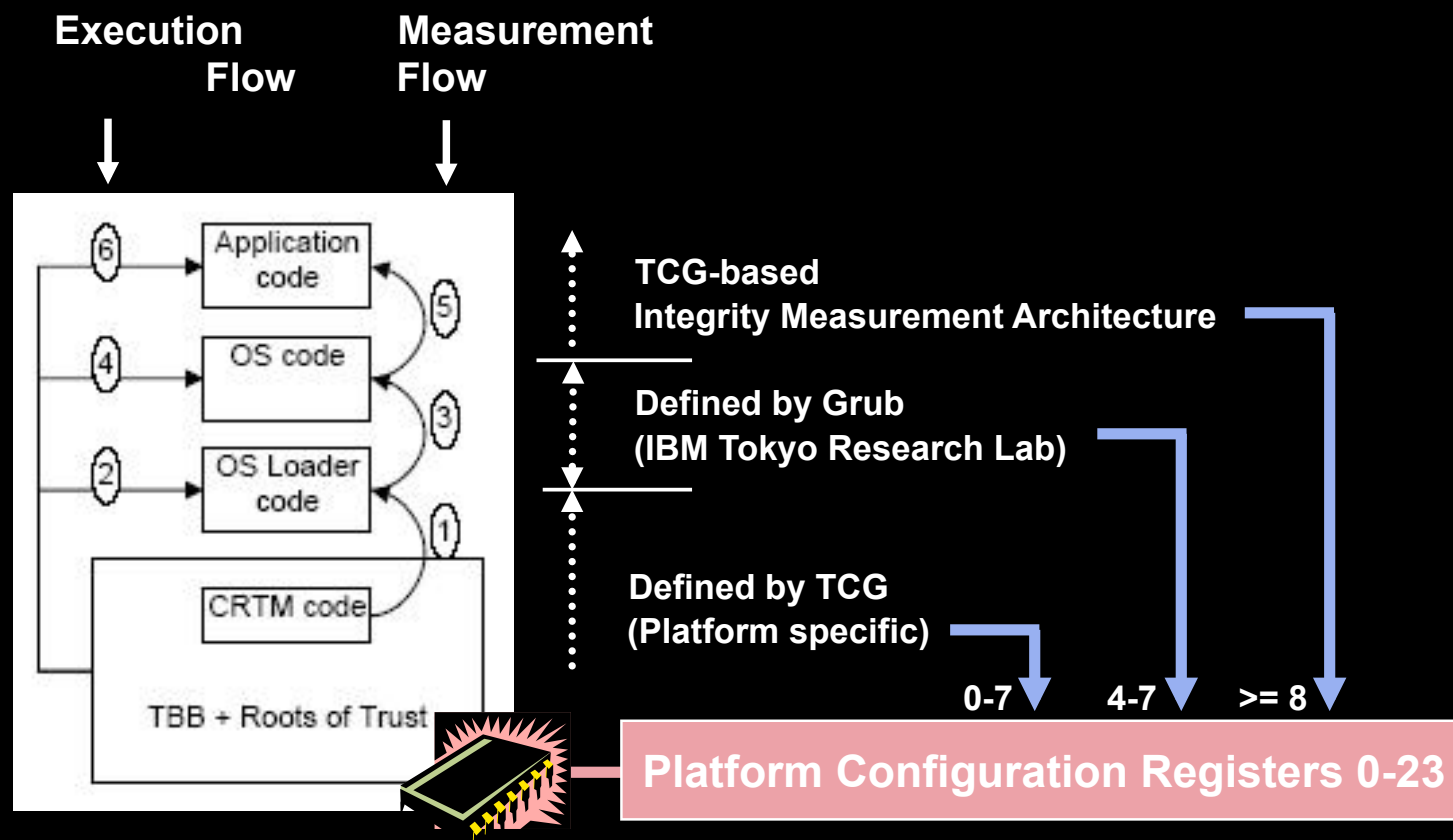 Execution
Flow
Measurement
Flow
6
Application
code
5
4
OS code
3
2
OS Loader
code
1
CRTM code
TBB + Roots of Trust
TCG-based
Integrity Measurement Architecture
Defined by Grub
(IBM Tokyo Research Lab)
Defined by TCG
(Platform specific)
0-7
4-7
>= 8
Platform Configuration Registers 0-23